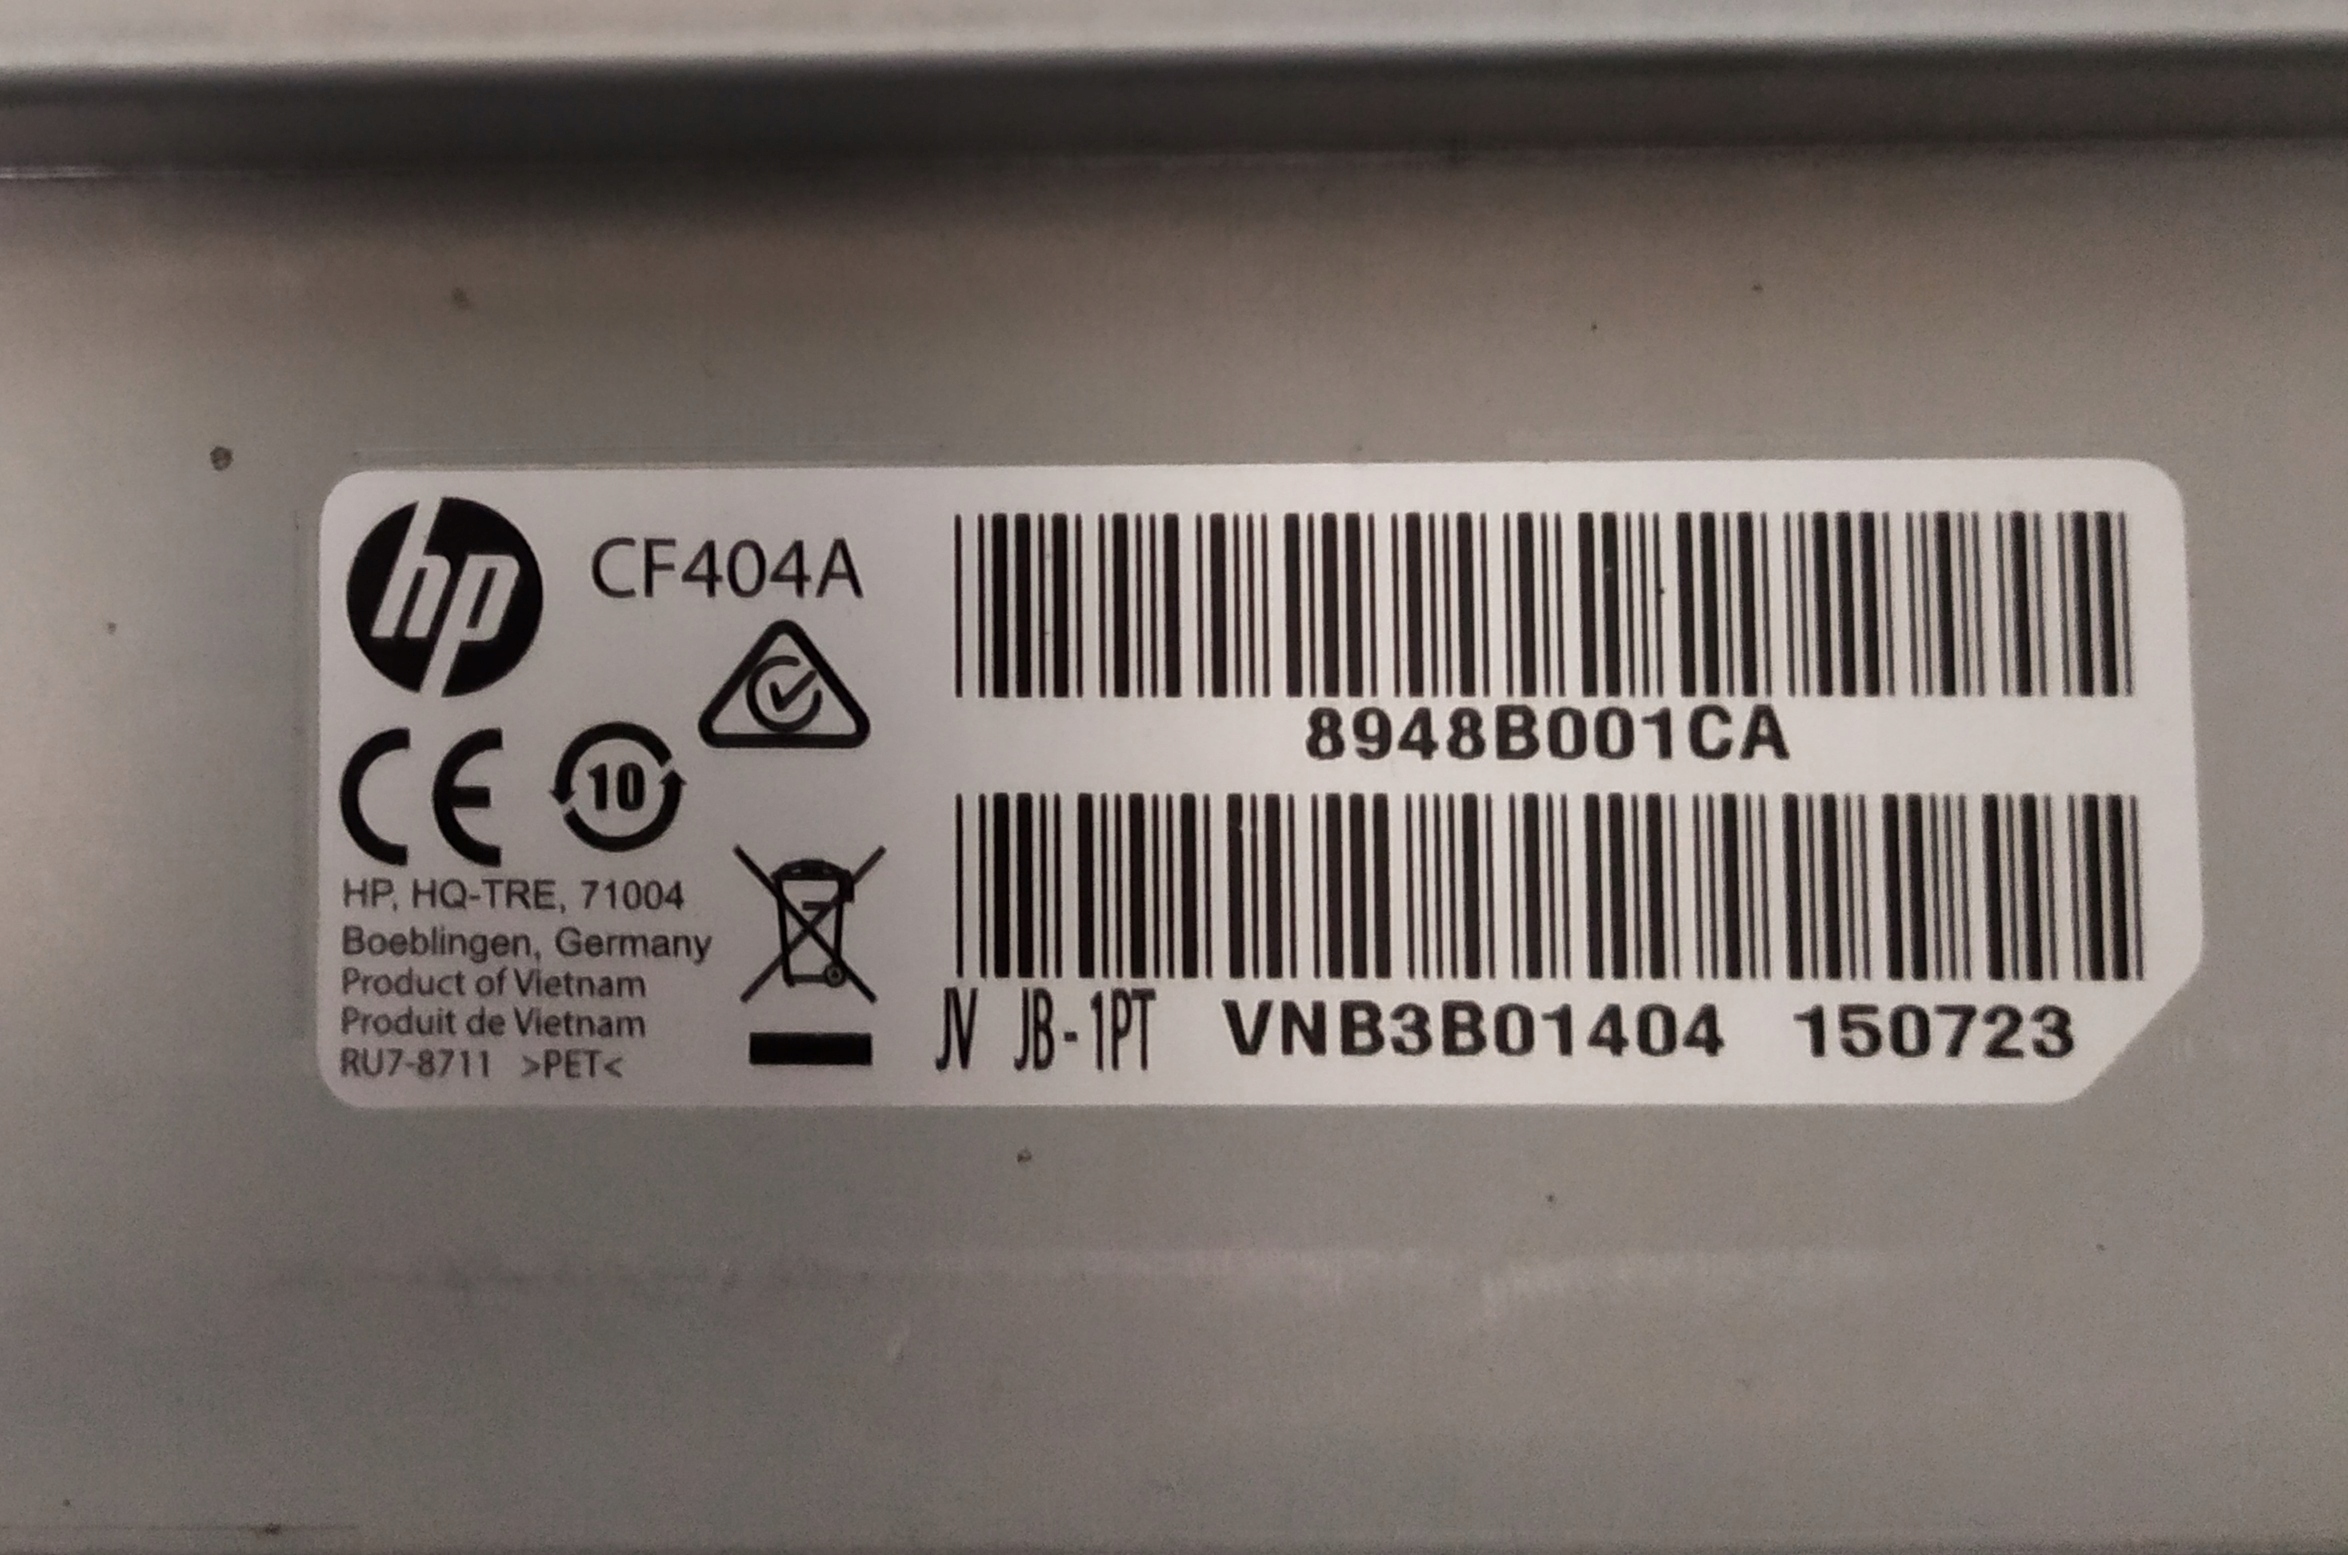 hp CF404A
8948B001CA
CE 10
HP, HQ-TRE, 71004
Boeblingen, Germany
Product of Vietnam
Produit de Vietnam
RU7-8711 >PET<
JV JB-1PT VNB3B01404 150723